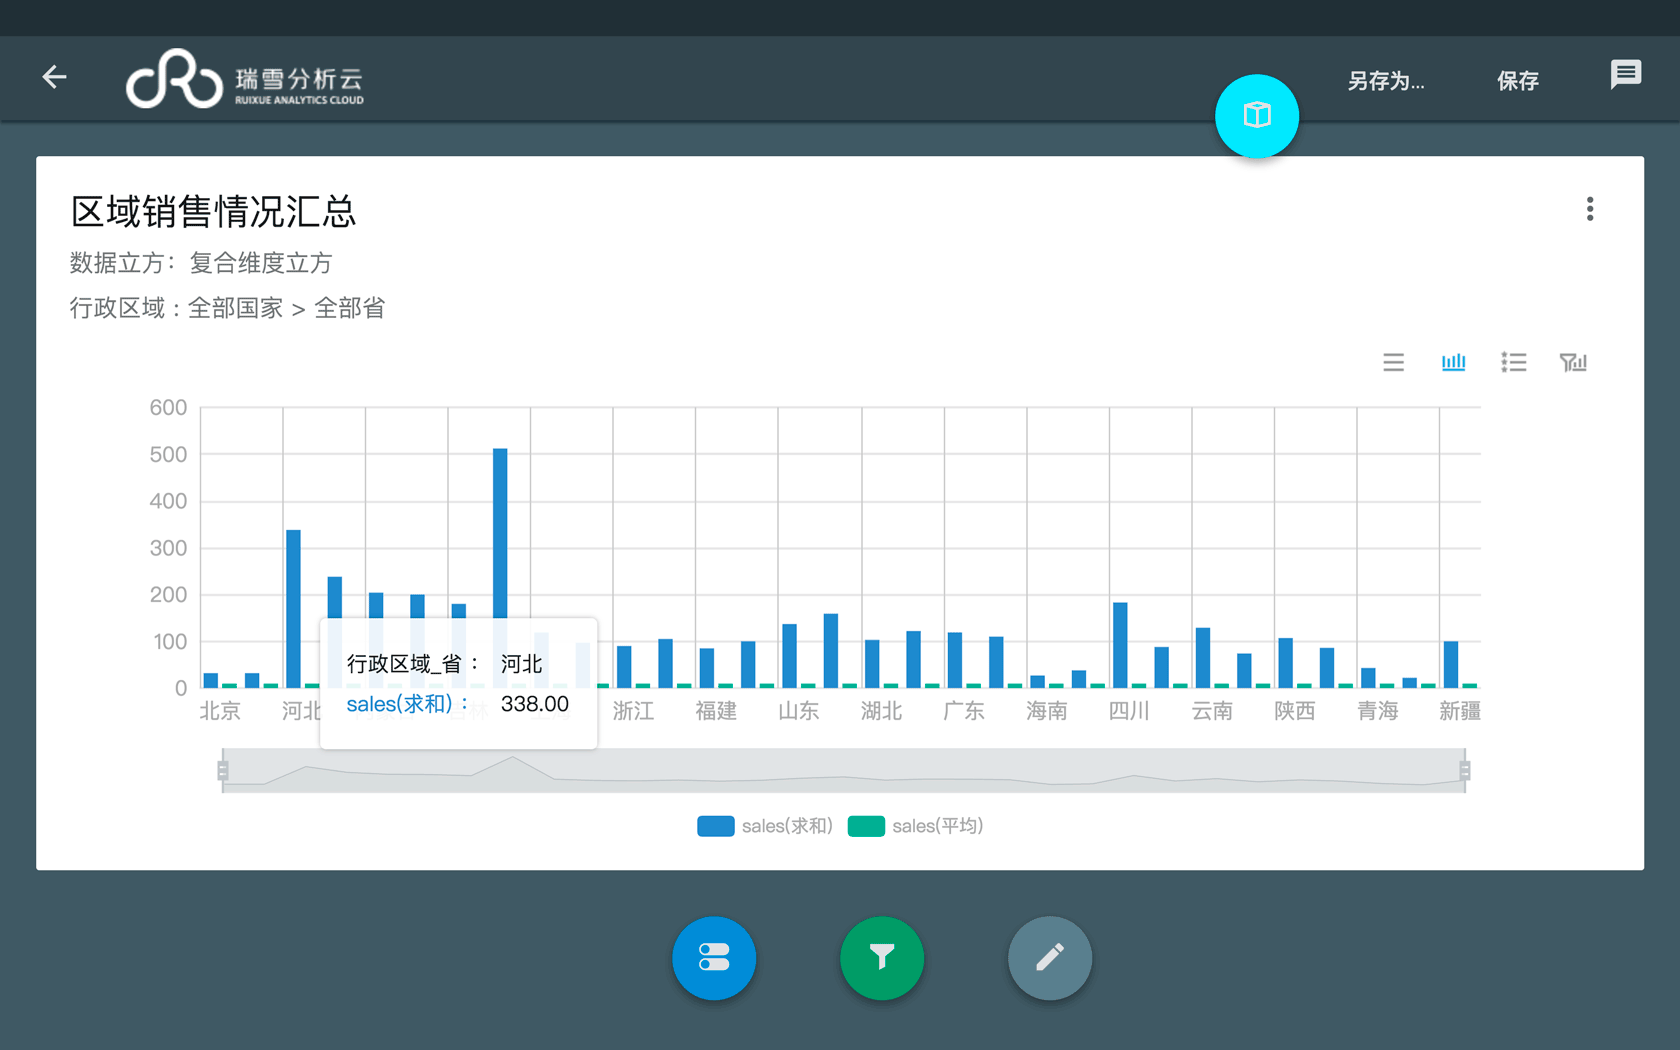 瑞雪分析云
RUIXUE ANALYTICS CLOUD
另存为...
保存
区域销售情况汇总
数据立方：复合维度立方
行政区域：全部国家 > 全部省
600
500
400
300
200
100
0
行政区域_省： 河北
sales(求和)： 338.00
北京 河北 浙江 福建 山东 湖北 广东 海南 四川 云南 陕西 青海 新疆
sales(求和) sales(平均)